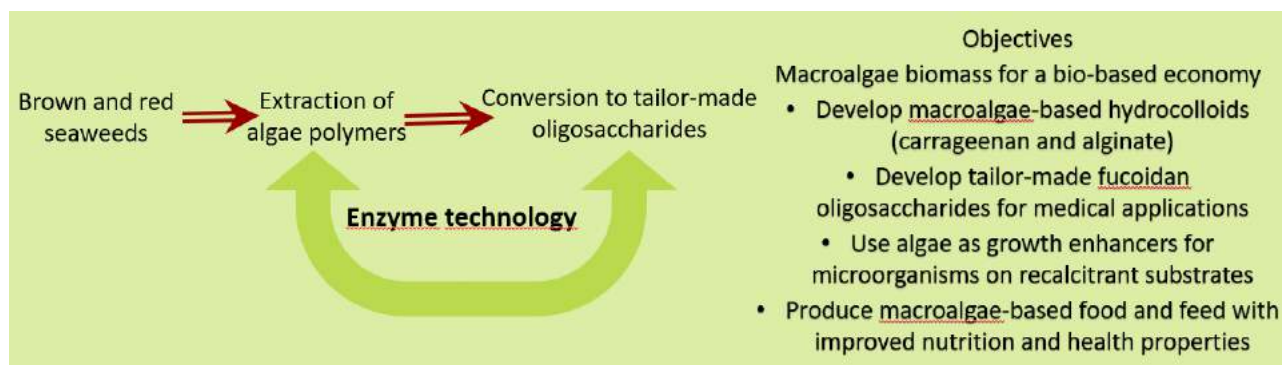 Brown and red
seaweeds
Extraction of
algae polymers
Conversion to tailor-made
oligosaccharides
Enzyme technology
Objectives
Macroalgae biomass for a bio-based economy
• Develop macroalgae-based hydrocolloids
(carrageenan and alginate)
• Develop tailor-made fucoidan
oligosaccharides for medical applications
• Use algae as growth enhancers for
microorganisms on recalcitrant substrates
• Produce macroalgae-based food and feed with
improved nutrition and health properties